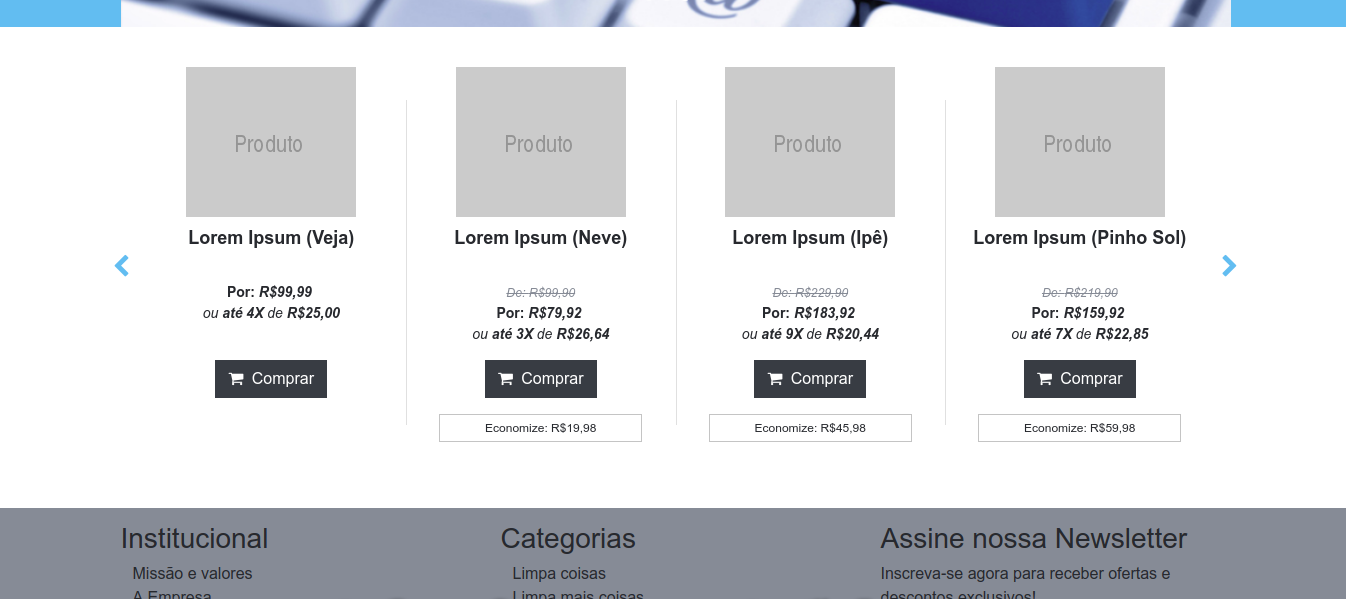 Produto
Produto
Produto
Produto
Lorem Ipsum (Veja)
Lorem Ipsum (Neve)
Lorem Ipsum (Ipê)
Lorem Ipsum (Pinho Sol)
Por: R$99,99
ou até 4X de R$25,00
De: R$99,90
Por: R$79,92
ou até 3X de R$26,64
De: R$229,90
Por: R$183,92
ou até 9X de R$20,44
De: R$219,90
Por: R$159,92
ou até 7X de R$22,85
Comprar
Comprar
Comprar
Comprar
Economize: R$19,98
Economize: R$45,98
Economize: R$59,98
Institucional
Missão e valores
A Empresa
Categorias
Limpa coisas
Limpa mais coisas
Assine nossa Newsletter
Inscreva-se agora para receber ofertas e
descontos exclusivos!